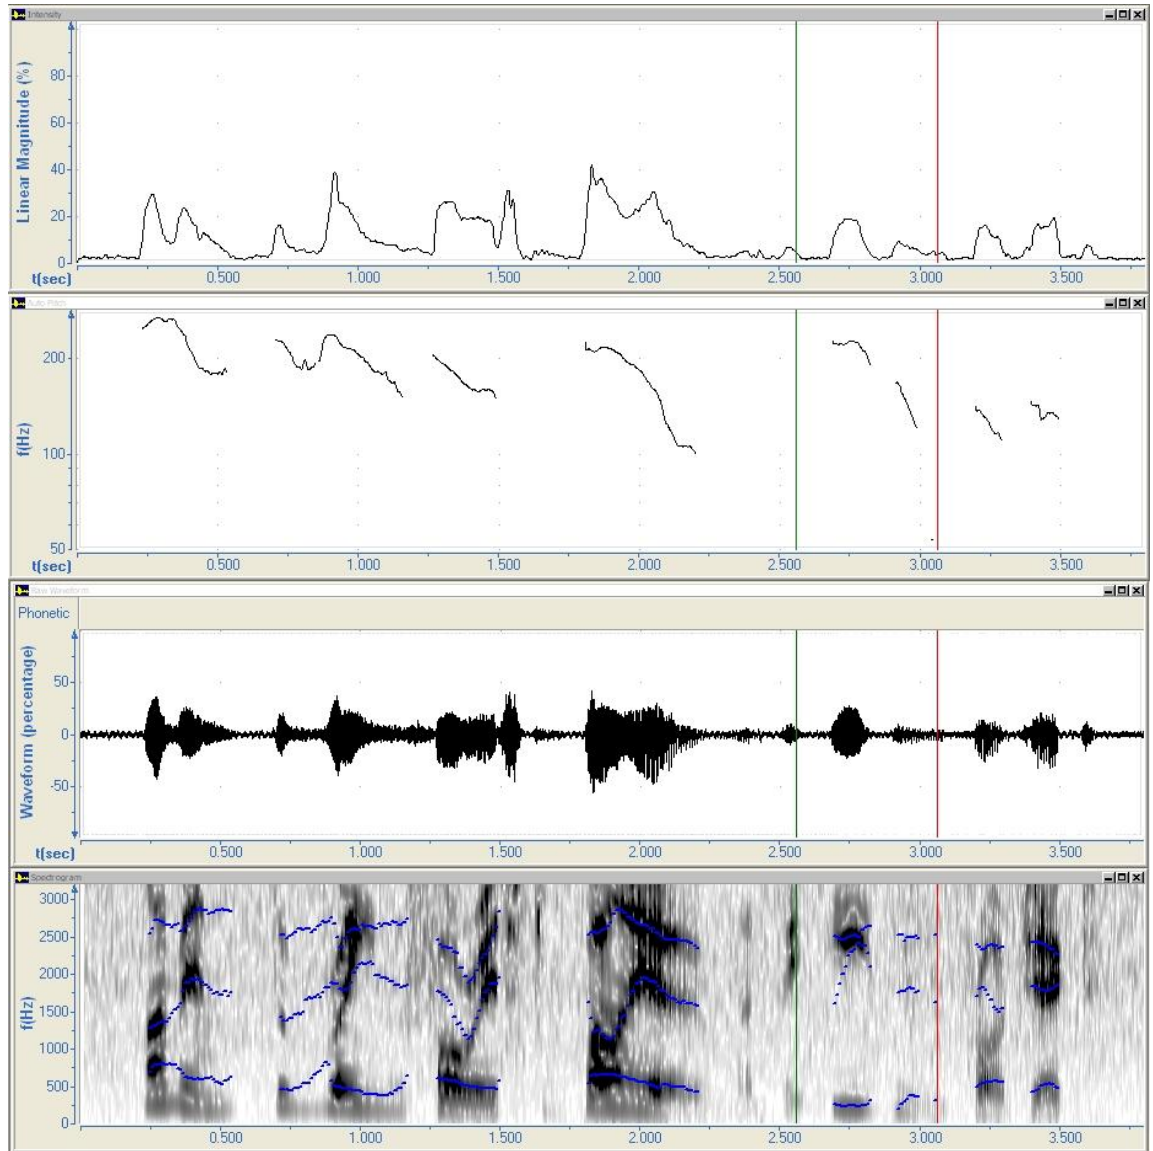 Intensity
Linear Magnitude (%)
80
60
40
20
0
t(sec)
0.500 1.000 1.500 2.000 2.500 3.000 3.500
Auto Pitch
f(Hz)
200
100
50
t(sec)
0.500 1.000 1.500 2.000 2.500 3.000 3.500
Raw Waveform
Phonetic
Waveform (percentage)
50
0
-50
t(sec)
0.500 1.000 1.500 2.000 2.500 3.000 3.500
Spectrogram
f(Hz)
3000
2500
2000
1500
1000
500
0
t(sec)
0.500 1.000 1.500 2.000 2.500 3.000 3.500